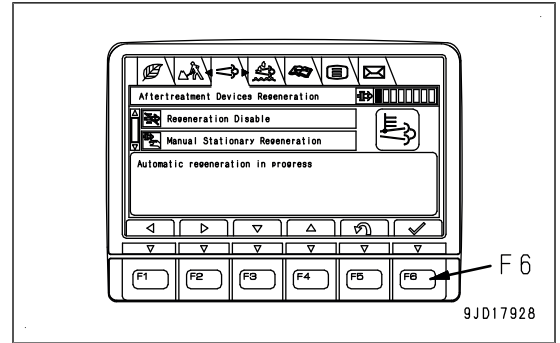 Aftertreatment Devices Regeneration
Regeneration Disable
Manual Stationary Regeneration
Automatic regeneration in progress
F1 F2 F3 F4 F5 F6
F6
9JD17928